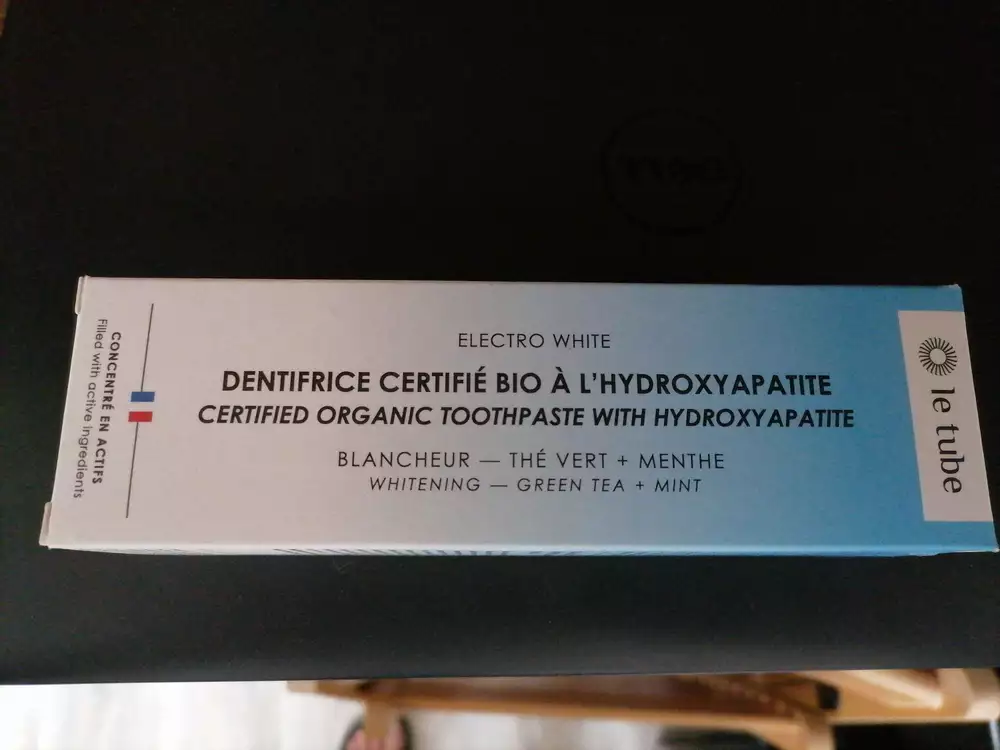 ELECTRO WHITE
DENTIFRICE CERTIFIÉ BIO À L'HYDROXYAPATITE
CERTIFIED ORGANIC TOOTHPASTE WITH HYDROXYAPATITE
BLANCHEUR — THÉ VERT + MENTHE
WHITENING — GREEN TEA + MINT
CONCENTRÉ EN ACTIFS
Filled with active ingredients
le tube